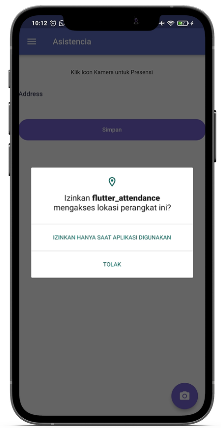 10:12
Asistencia
Klik Icon Kamera untuk Presensi
Address
Simpan
Izinkan flutter_attendance
mengakses lokasi perangkat ini?
IZINKAN HANYA SAAT APLIKASI DIGUNAKAN
TOLAK